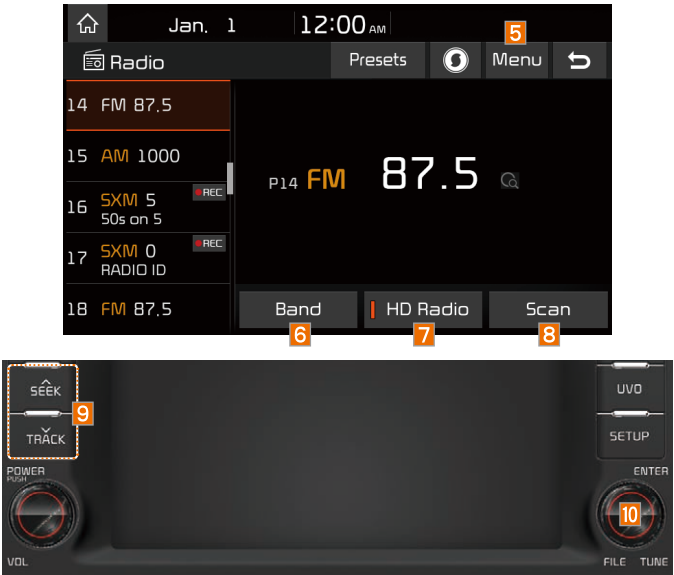 Jan. 1 12:00 AM
5
Radio Presets Menu
14 FM 87.5
15 AM 1000
16 SXM 5 REC
50s on 5
17 SXM 0 REC
RADIO ID
18 FM 87.5
P14 FM 87.5
Band HD Radio Scan
6 7 8
SEEK
9
TRACK
POWER
PUSH
VOL
UVO
SETUP
ENTER
10
FILE TUNE